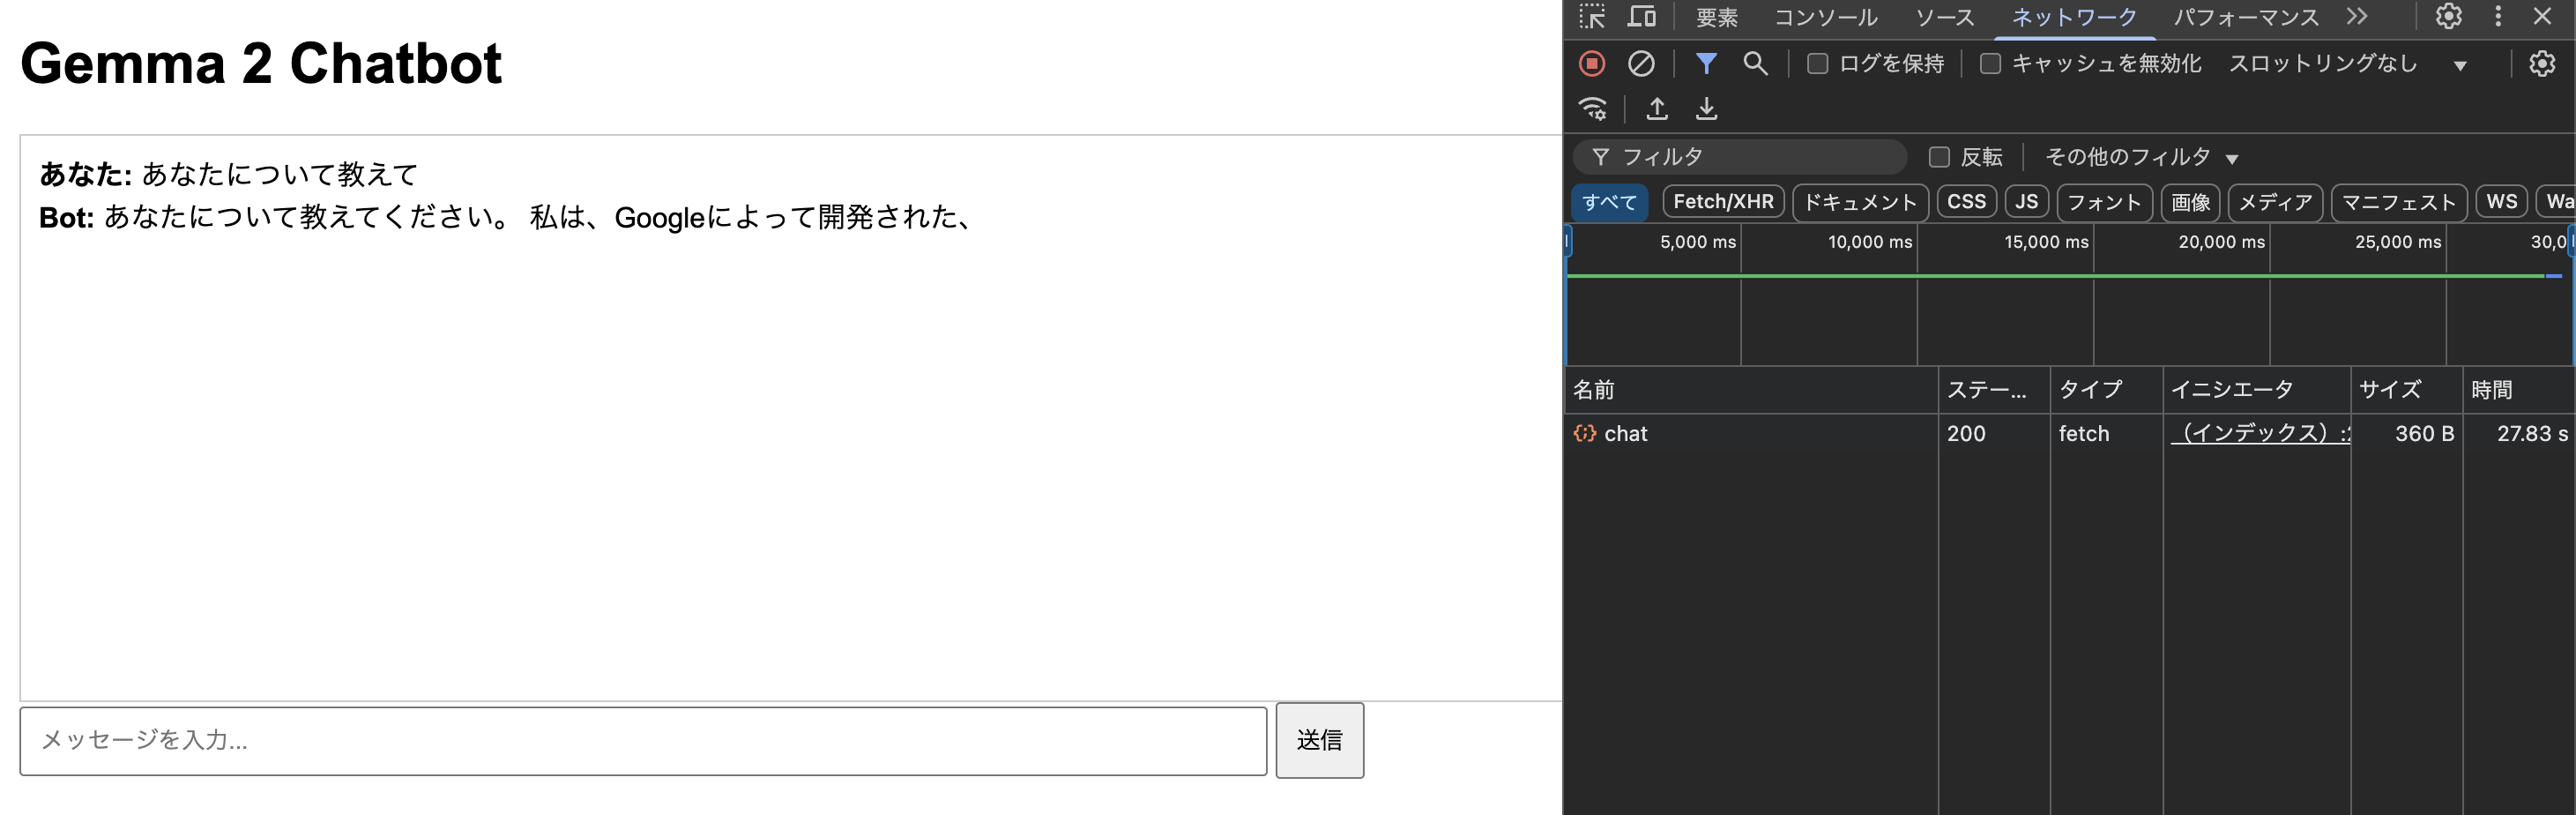 Gemma 2 Chatbot
あなた: あなたについて教えて
Bot: あなたについて教えてください。 私は、Googleによって開発された、
メッセージを入力...
送信
要素 コンソール ソース ネットワーク パフォーマンス
ログを保持 キャッシュを無効化 スロットリングなし
フィルタ 反転 その他のフィルタ
すべて Fetch/XHR ドキュメント CSS JS フォント 画像 メディア マニフェスト WS Wa
5,000 ms 10,000 ms 15,000 ms 20,000 ms 25,000 ms 30,0
名前 ステー... タイプ イニシエータ サイズ 時間
chat 200 fetch （インデックス）: 360 B 27.83 s